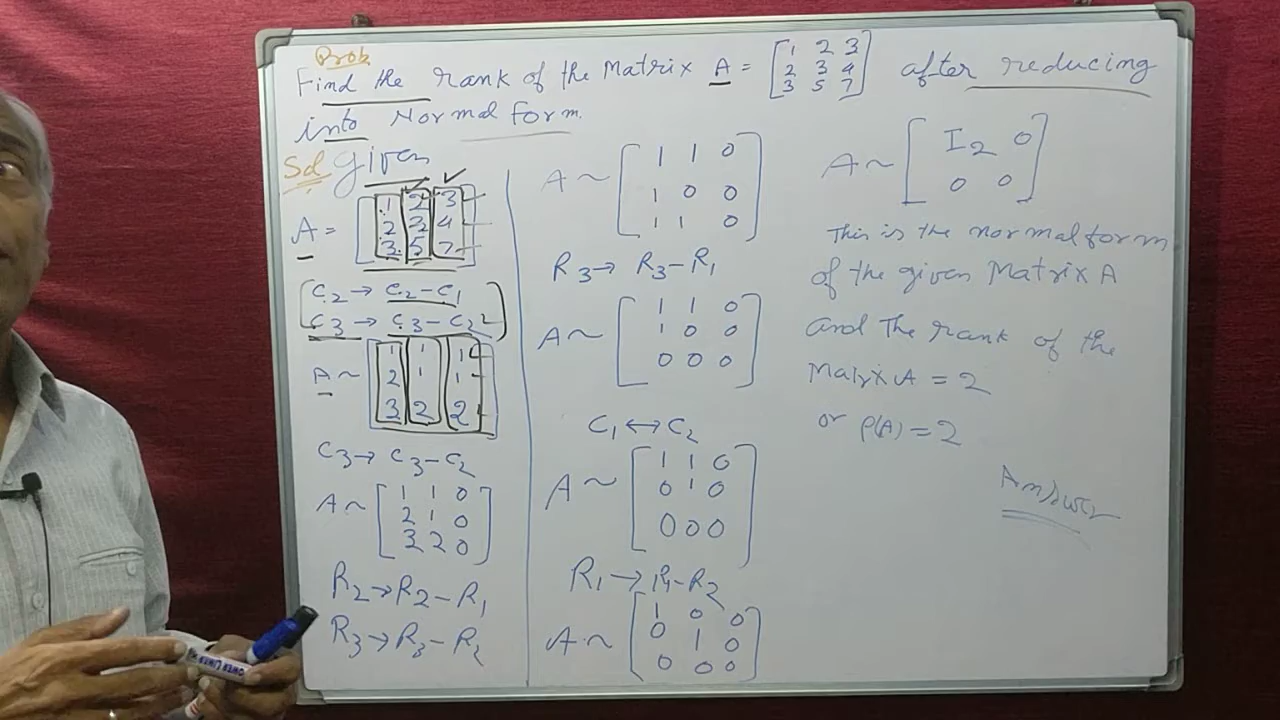 Prob
Find the rank of the Matrix A = [1 2 3
2 3 4
3 5 7] after reducing
into Normal form.
Sol given
A = [1 2 3
2 3 4
3 5 7]
C2 → C2 - C1
C3 → C3 - C2
A ~ [1 1 1
2 1 1
3 2 2]
C3 → C3 - C2
A ~ [1 1 0
2 1 0
3 2 0]
R2 → R2 - R1
R3 → R3 - R2
A ~ [1 1 0
1 0 0
1 1 0]
R3 → R3 - R1
A ~ [1 1 0
1 0 0
0 0 0]
C1 ↔ C2
A ~ [1 1 0
0 1 0
0 0 0]
R1 → R1 - R2
A ~ [1 0 0
0 1 0
0 0 0]
A ~ [I2 0
0 0]
This is the normal form
of the given Matrix A
and The rank of the
Matrix A = 2
or ρ(A) = 2
Answer